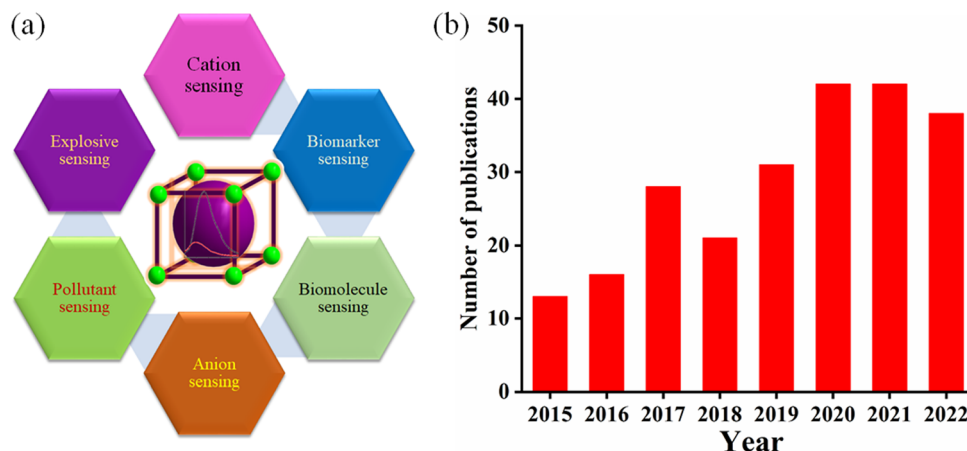 (a)
Cation
sensing
Explosive
sensing
Biomarker
sensing
Pollutant
sensing
Biomolecule
sensing
Anion
sensing
(b)
Number of publications
50
40
30
20
10
0
2015 2016 2017 2018 2019 2020 2021 2022
Year